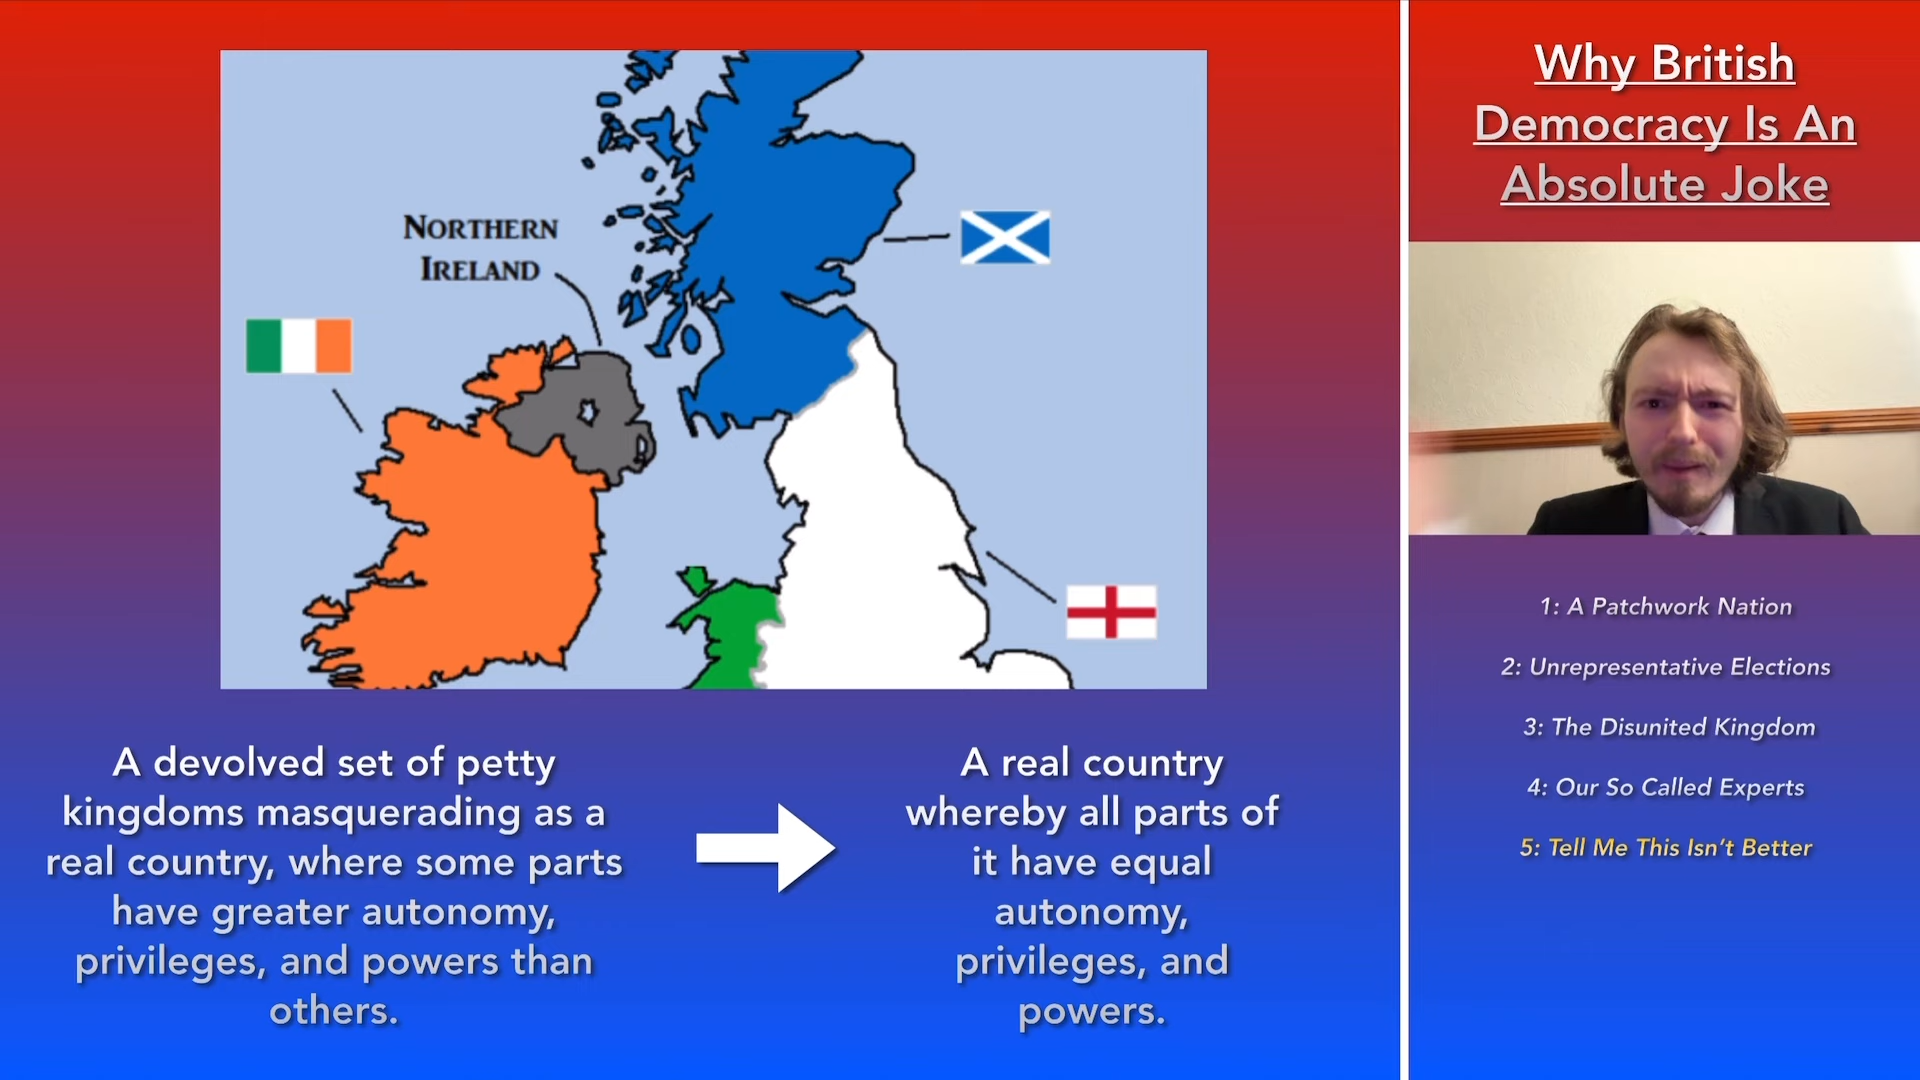 Why British
Democracy Is An
Absolute Joke
NORTHERN
IRELAND
A devolved set of petty
kingdoms masquerading as a
real country, where some parts
have greater autonomy,
privileges, and powers than
others.
A real country
whereby all parts of
it have equal
autonomy,
privileges, and
powers.
1: A Patchwork Nation
2: Unrepresentative Elections
3: The Disunited Kingdom
4: Our So Called Experts
5: Tell Me This Isn't Better